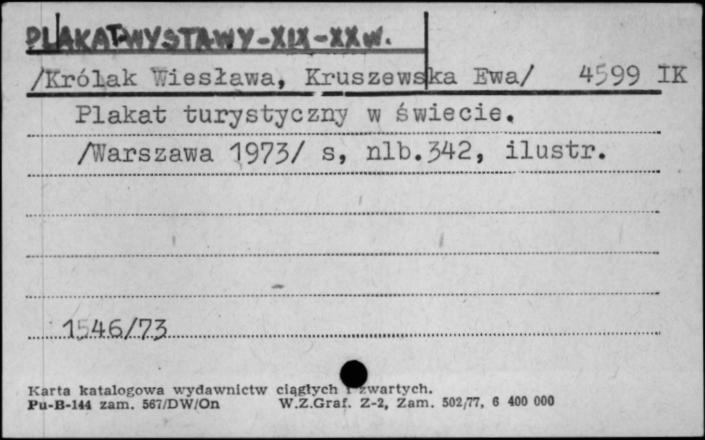 PLAKAT-WYSTAWY-XIX-XXw.
/Królak Wiesława, Kruszewska Ewa/ 4599 IK
Plakat turystyczny w świecie.
/Warszawa 1973/ s, nlb.342, ilustr.
1546/73
Karta katalogowa wydawnictw ciągłych i zwartych.
Pu-B-144 zam. 567/DW/On W.Z.Graf. Z-2, Zam. 502/77, 6 400 000